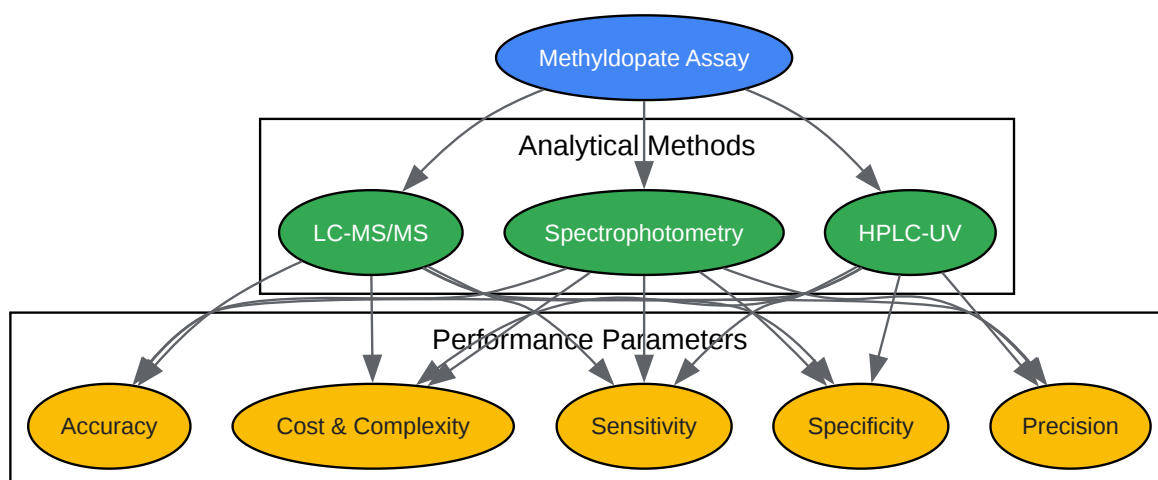 Methyldopate Assay
Analytical Methods
LC-MS/MS
Spectrophotometry
HPLC-UV
Performance Parameters
Accuracy
Cost & Complexity
Sensitivity
Specificity
Precision